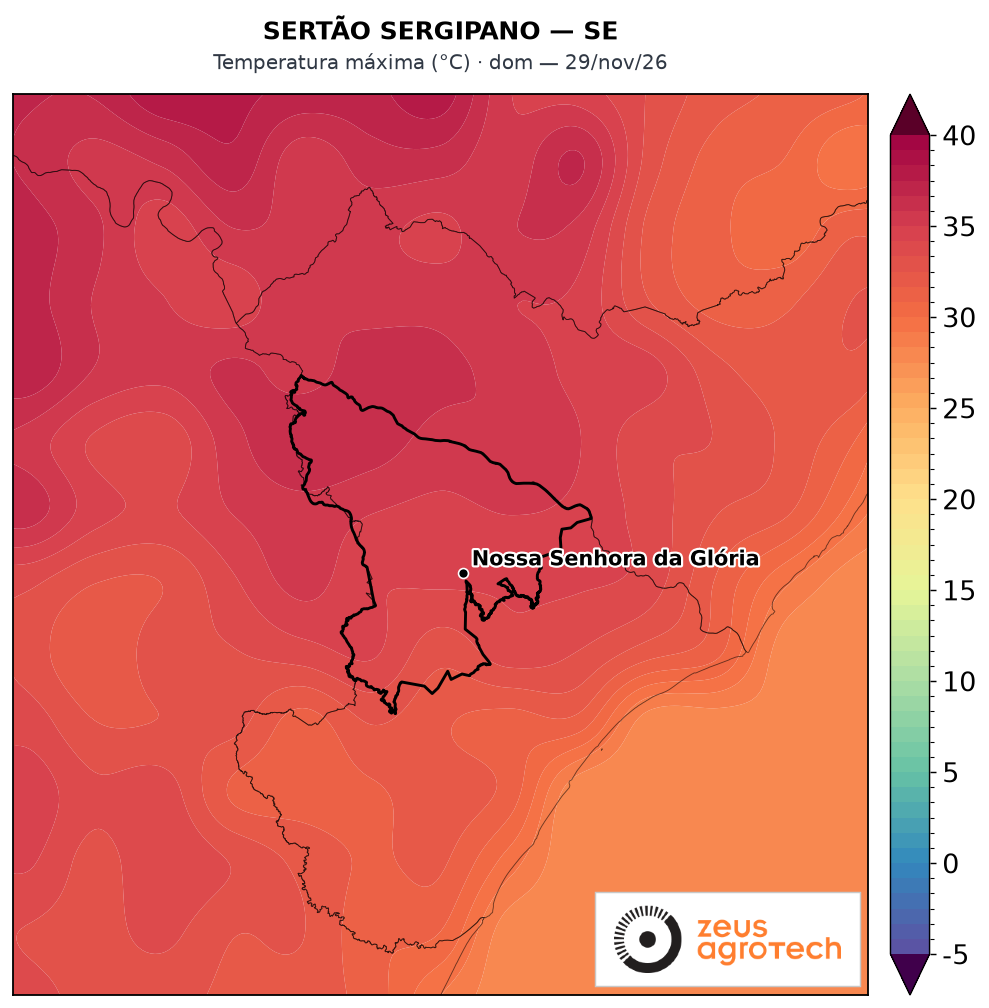 SERTÃO SERGIPANO — SE
Temperatura máxima (°C) · dom — 29/nov/26
40
35
30
25
20
15
10
5
0
-5
Nossa Senhora da Glória
zeus
agrotech